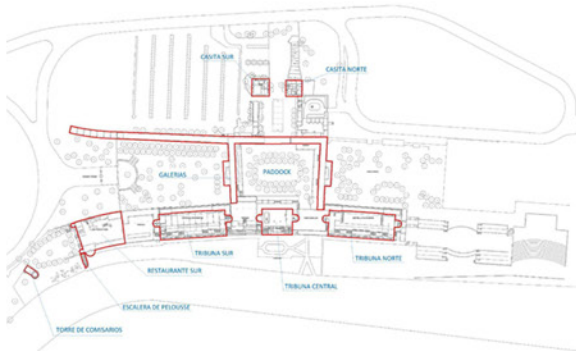 CASITA SUR
CASITA NORTE
GALERIAS
PADDOCK
TRIBUNA SUR
TRIBUNA NORTE
RESTAURANTE SUR
TRIBUNA CENTRAL
ESCALERA DE PELOUSSE
TORRE DE COMISARIOS